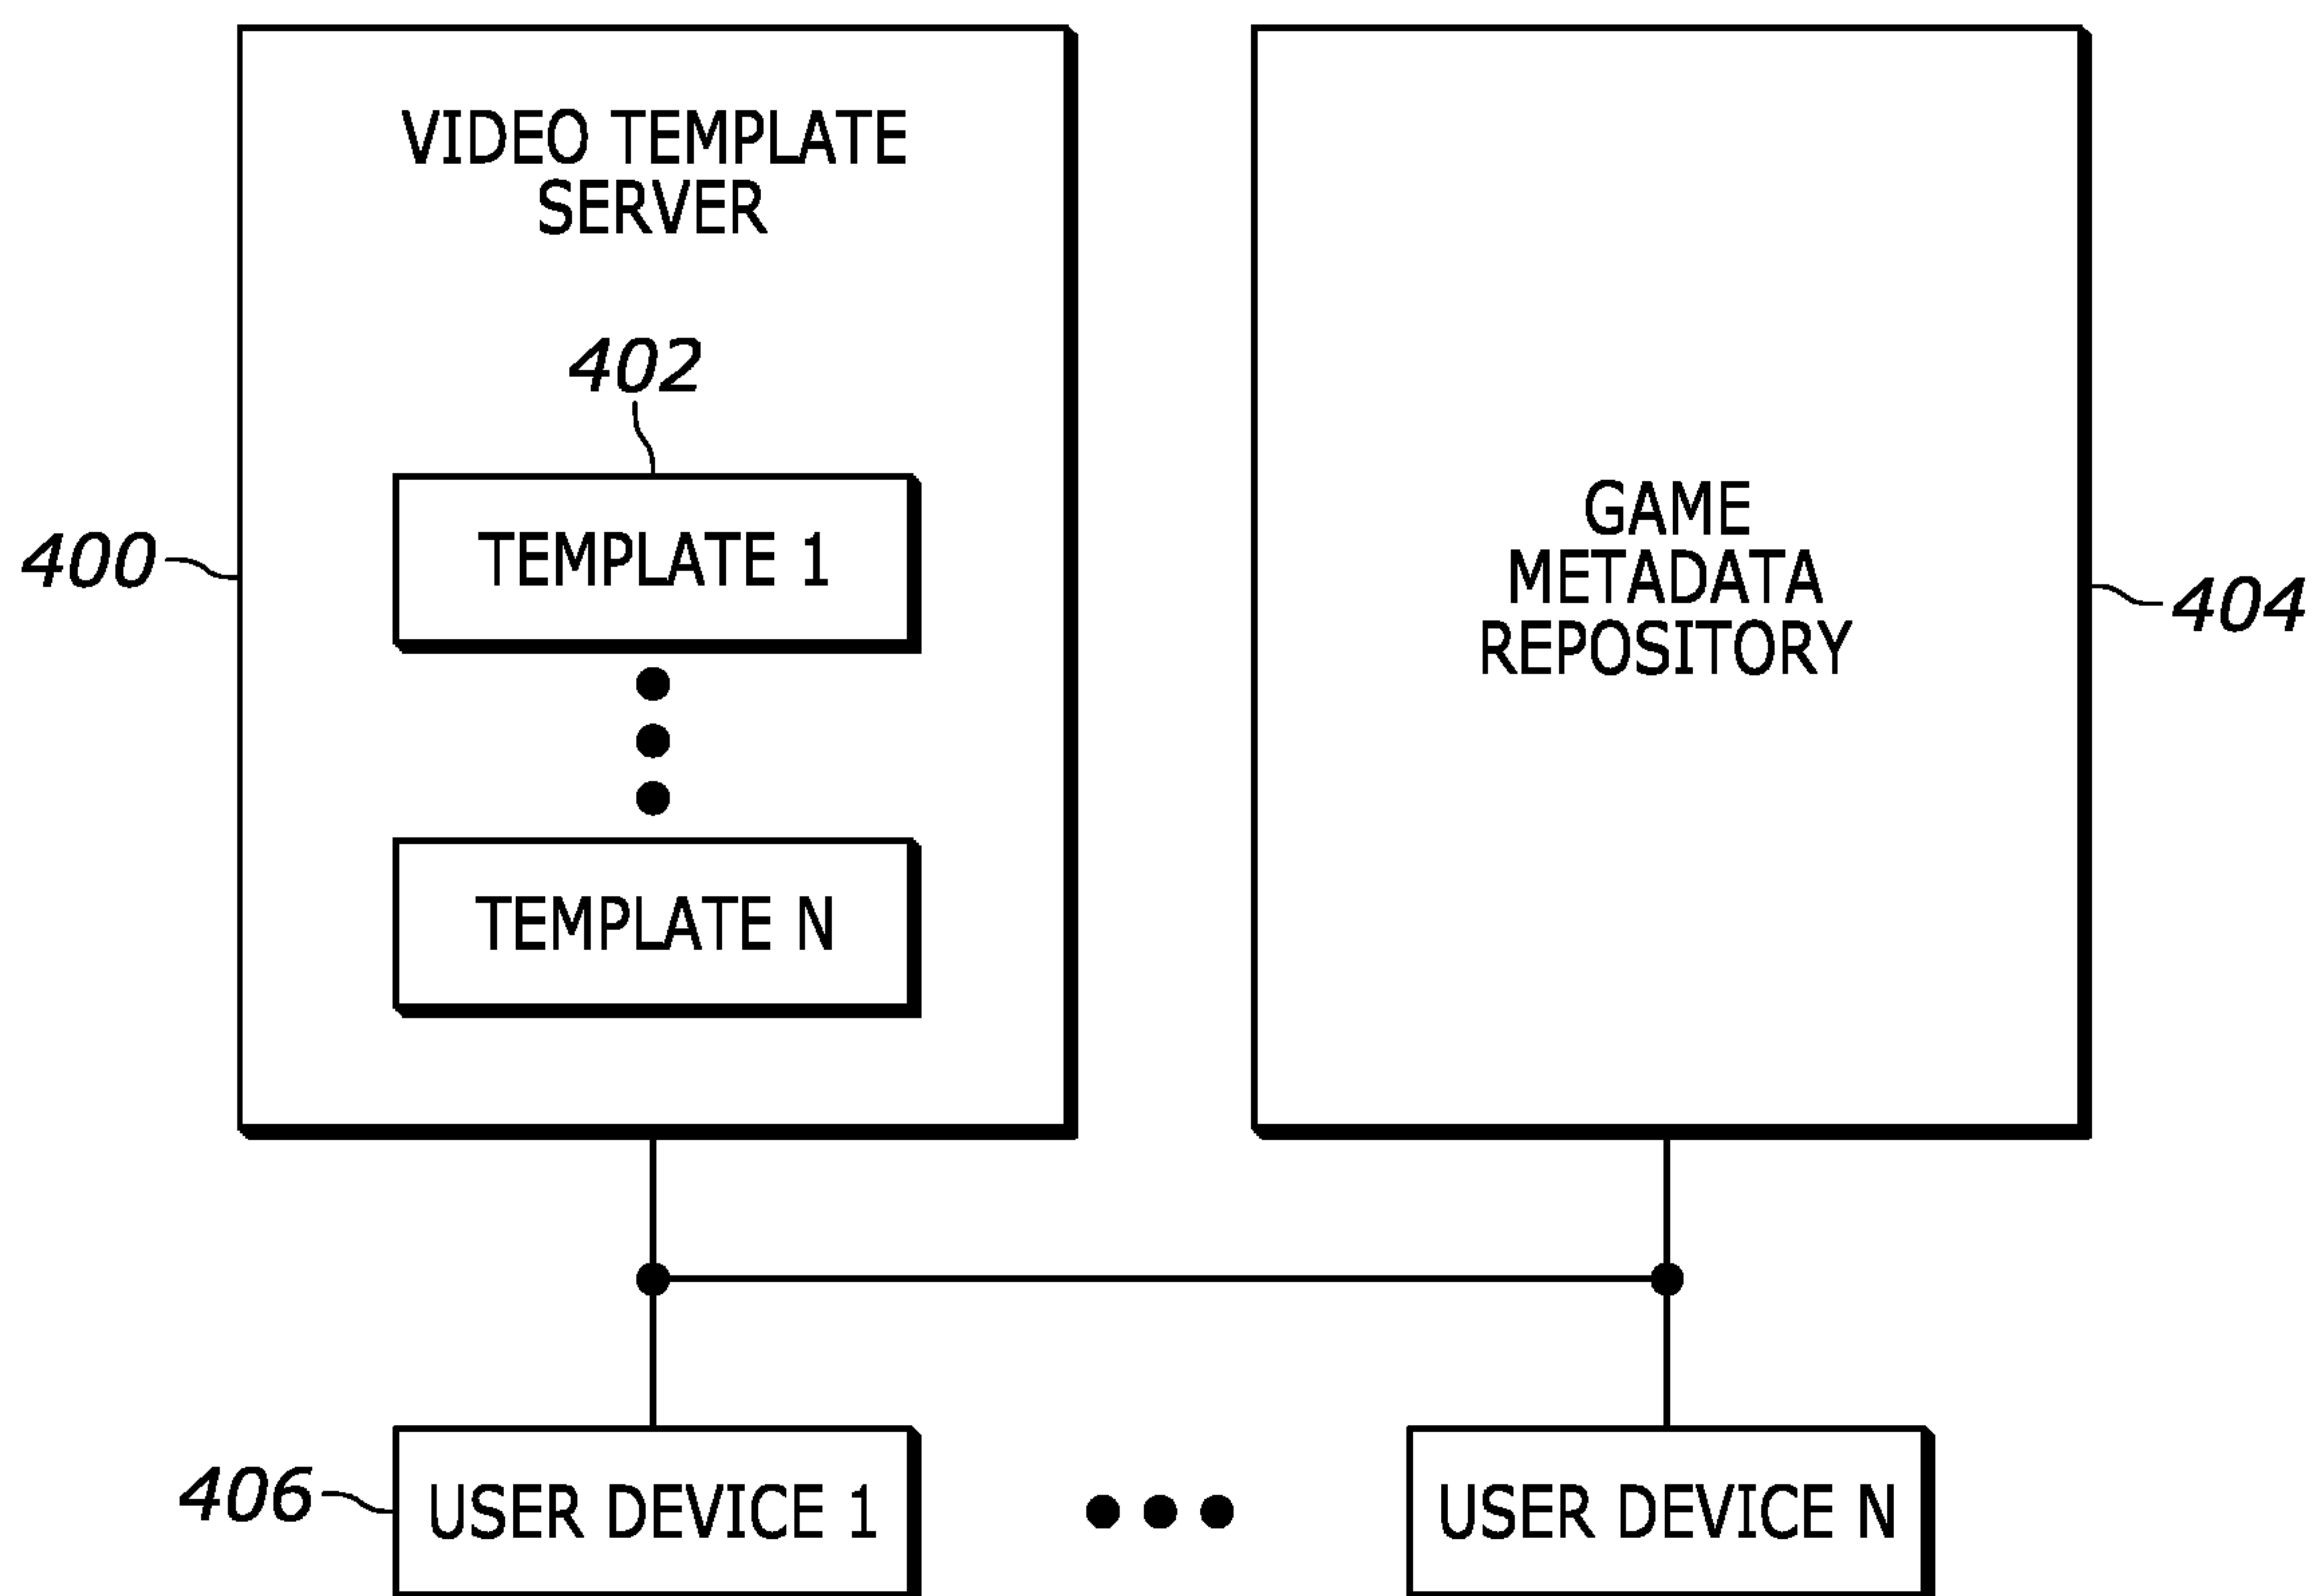 VIDEO TEMPLATE
SERVER
402
TEMPLATE 1
400
TEMPLATE N
GAME
METADATA
REPOSITORY
404
406
USER DEVICE 1
USER DEVICE N